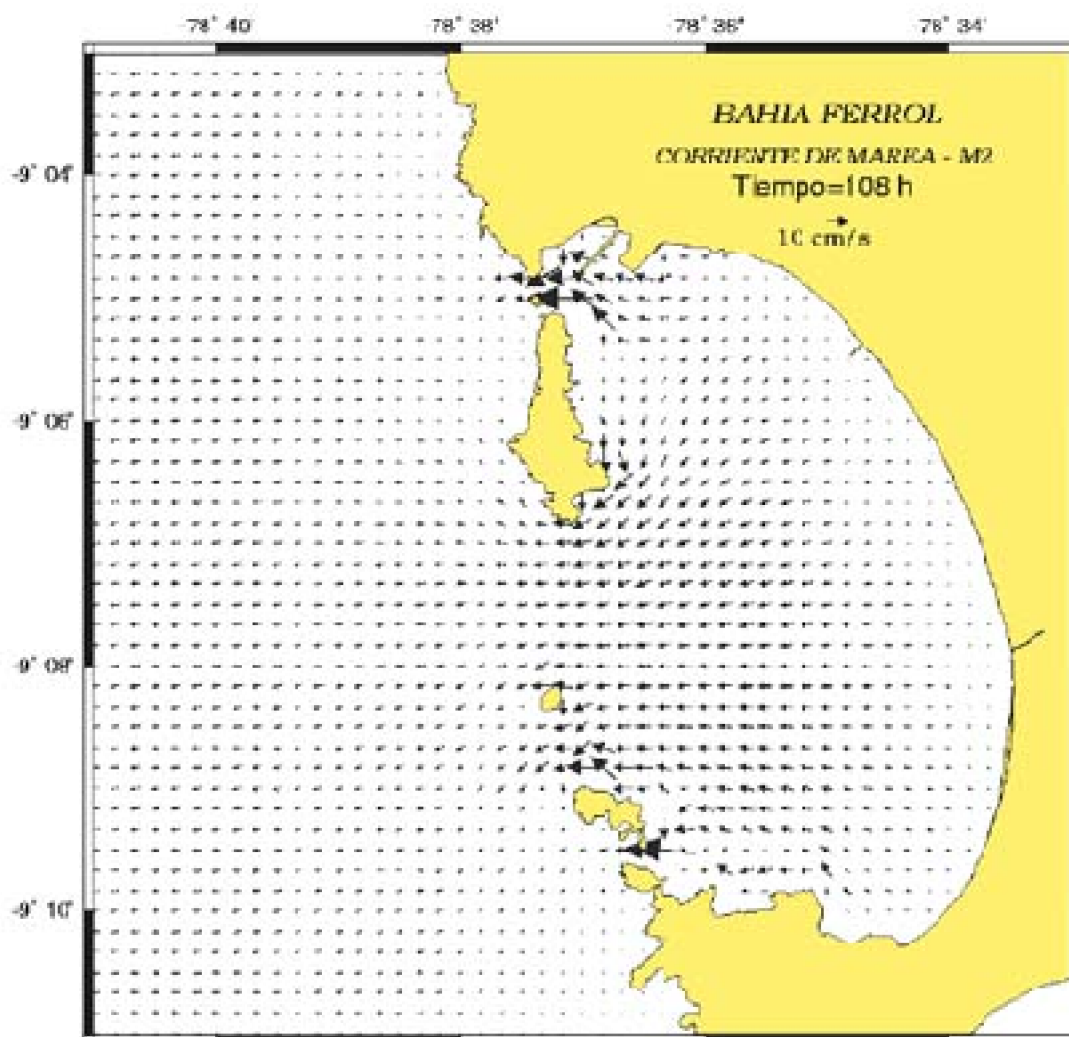 -78° 40' -78° 38' -78° 36' -78° 34'
BAHIA FERROL
CORRIENTE DE MAREA - M2
Tiempo=108 h
10 cm/s
-9° 04'
-9° 06'
-9° 08'
-9° 10'